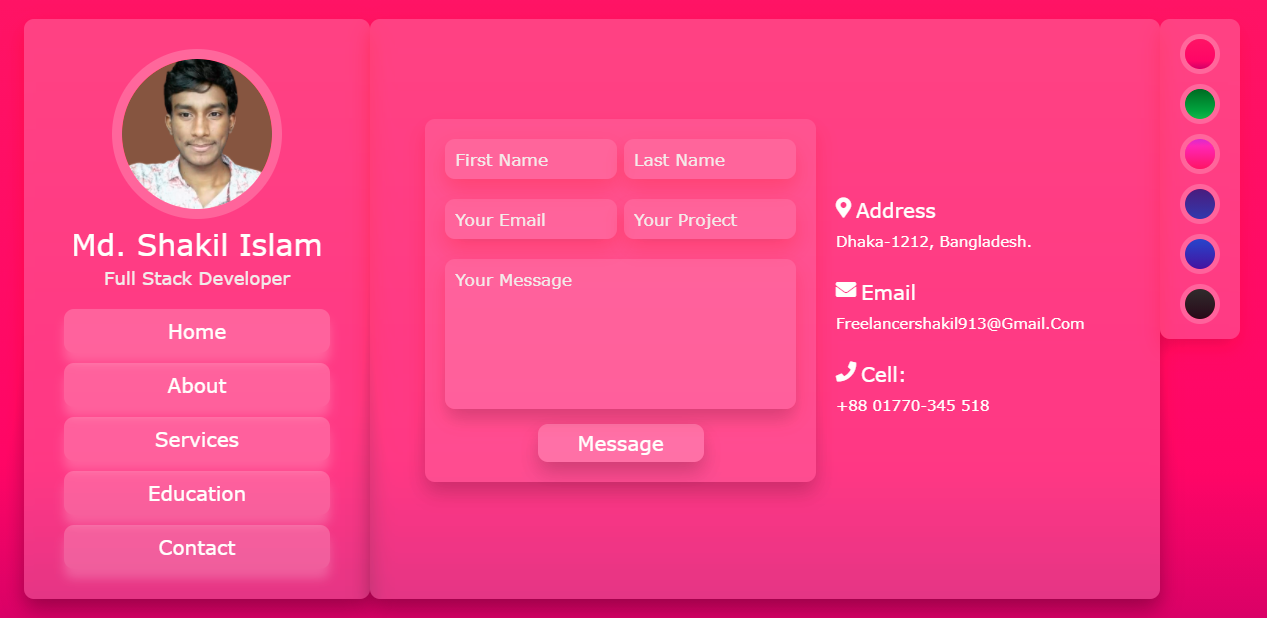 Md. Shakil Islam
Full Stack Developer
Home
About
Services
Education
Contact
First Name
Last Name
Your Email
Your Project
Your Message
Message
Address
Dhaka-1212, Bangladesh.
Email
Freelancershakil913@Gmail.Com
Cell:
+88 01770-345 518